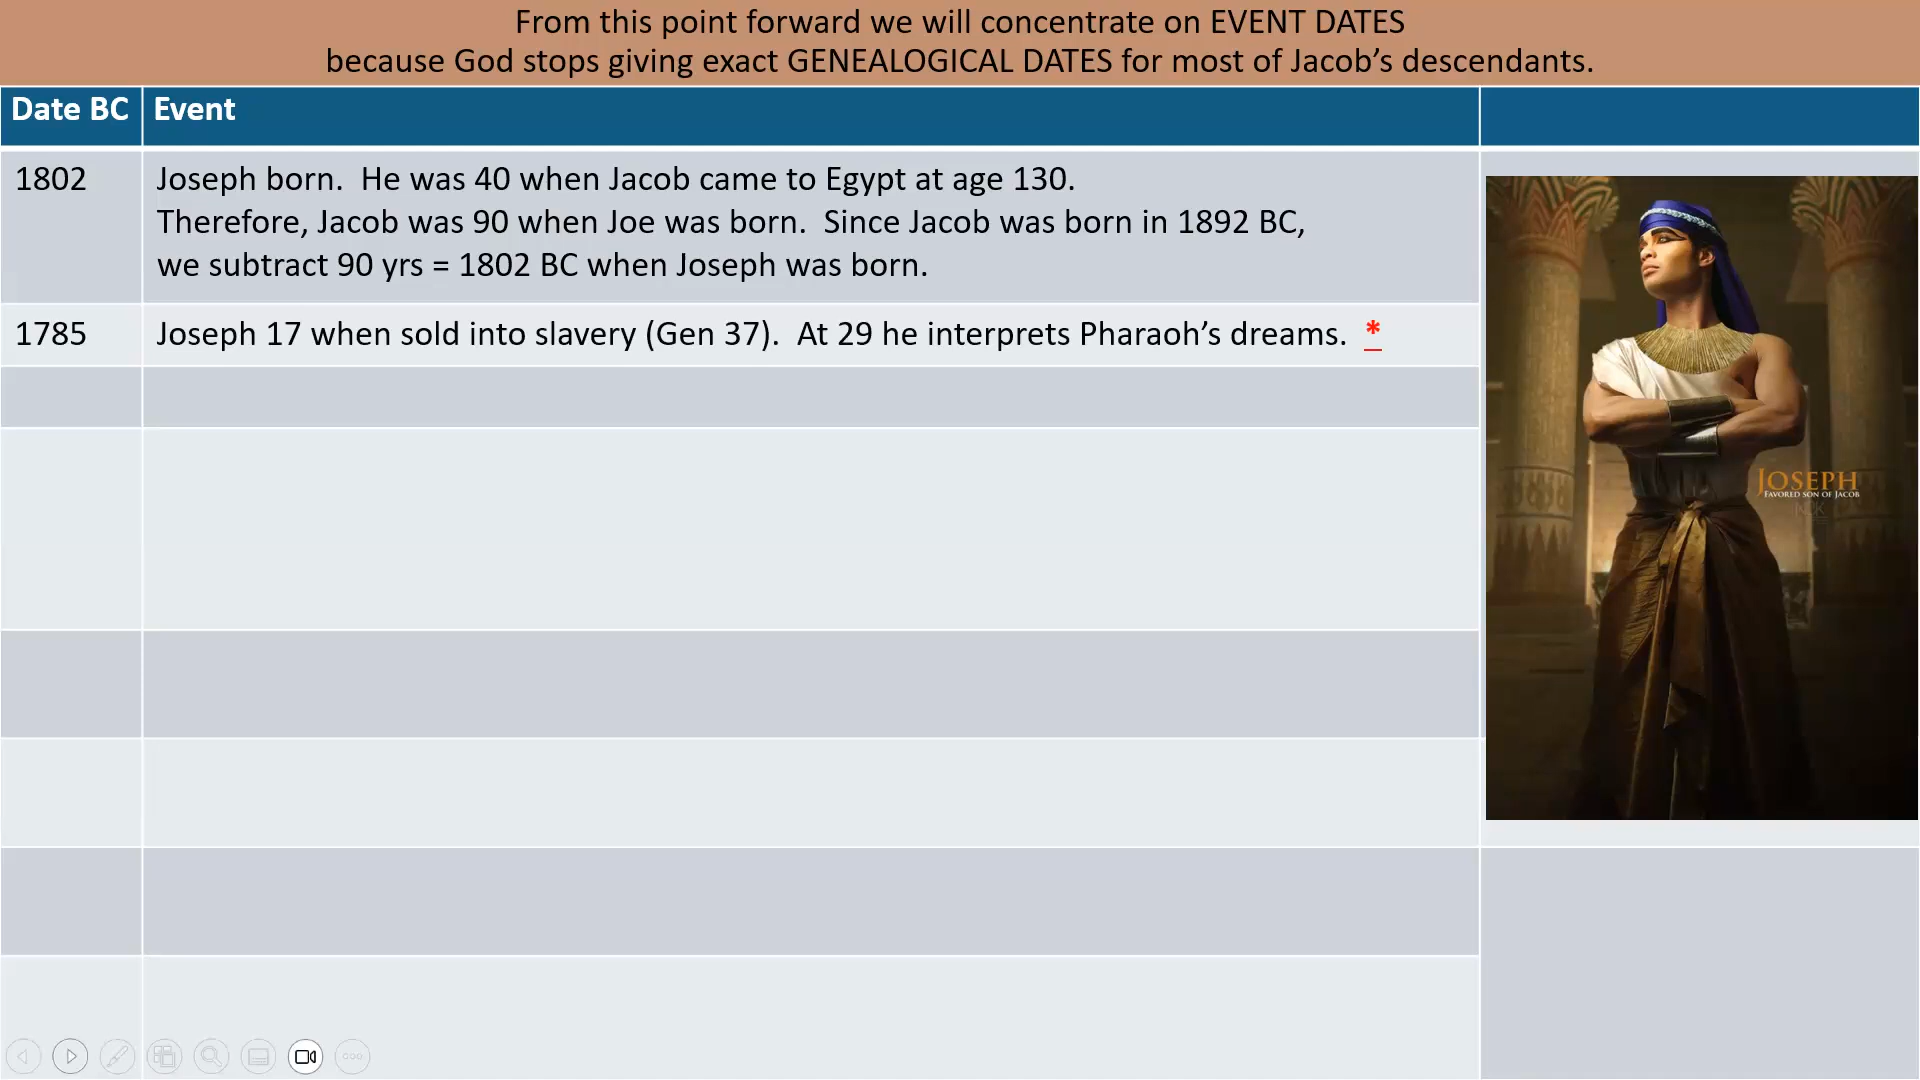 From this point forward we will concentrate on EVENT DATES
because God stops giving exact GENEALOGICAL DATES for most of Jacob’s descendants.
Date BC Event
1802 Joseph born.  He was 40 when Jacob came to Egypt at age 130.
Therefore, Jacob was 90 when Joe was born.  Since Jacob was born in 1892 BC,
we subtract 90 yrs = 1802 BC when Joseph was born.
1785 Joseph 17 when sold into slavery (Gen 37).  At 29 he interprets Pharaoh’s dreams.  *
JOSEPH
FAVORED SON OF JACOB